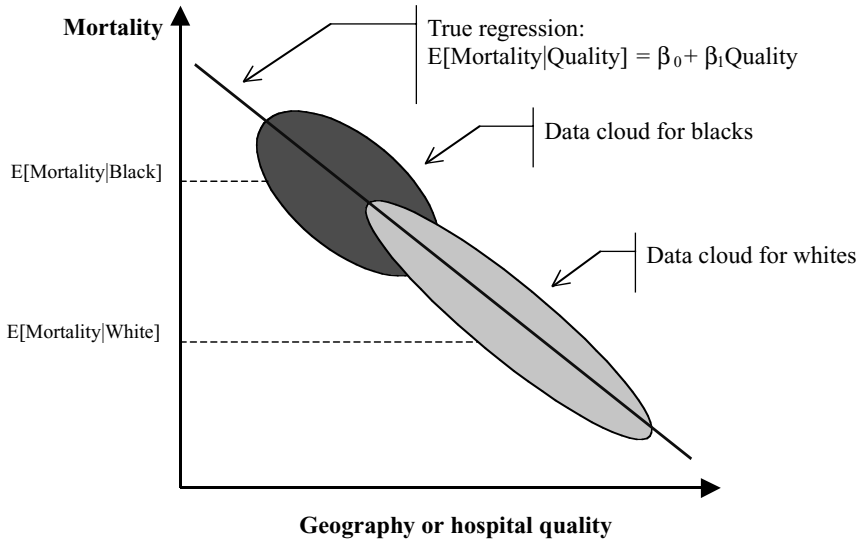 Mortality
True regression:
E[Mortality|Quality] = β₀ + β₁Quality
Data cloud for blacks
E[Mortality|Black]
Data cloud for whites
E[Mortality|White]
Geography or hospital quality